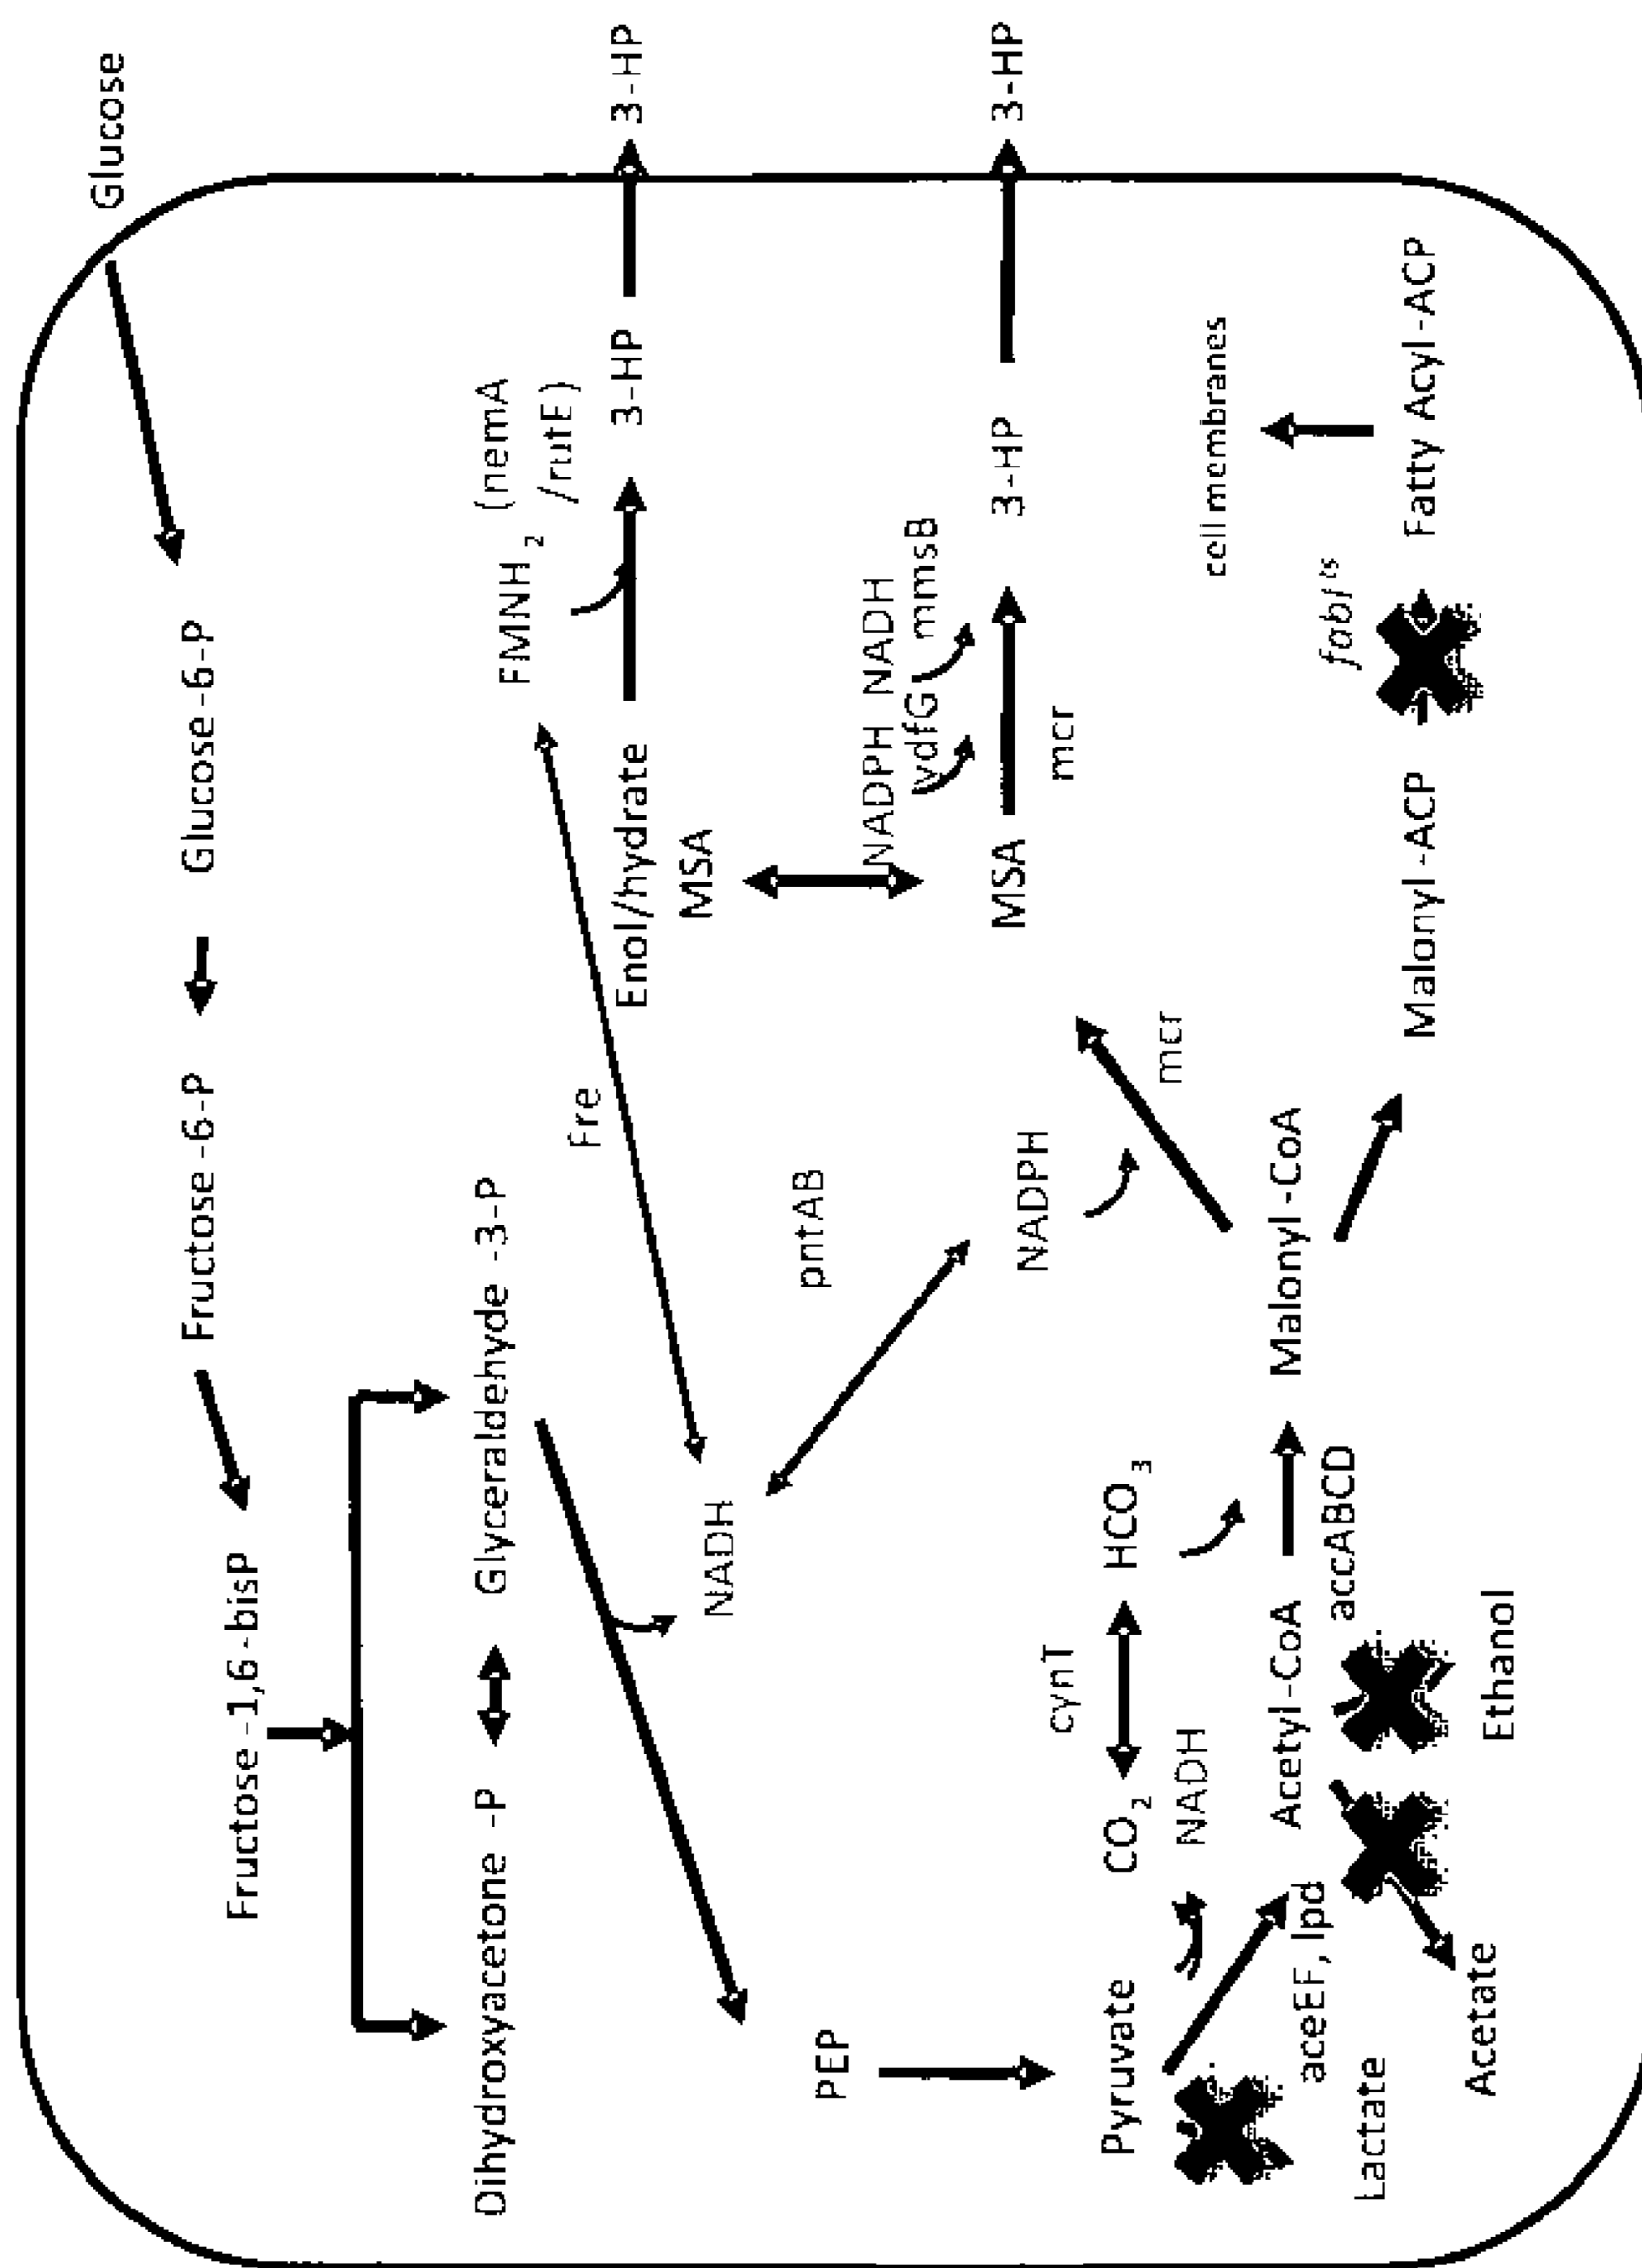 Glucose
Glucose-6-P
Fructose-6-P
Fructose-1,6-bisP
Dihydroxyacetone-P
Glyceraldehyde-3-P
Fre
FMNH2
(nemA
/rutE)
Enol/hydrate
MSA
3-HP
3-HP
NADH
pntAB
PEP
NADPH NADH
ydfG mmsB
MSA
3-HP
3-HP
mcr
NADPH
mcr
cynT
Pyruvate
CO2
HCO3
NADH
aceEF, lpd
Acetyl-CoA
accABCD
Malonyl-CoA
cell membranes
fabIts
Malonyl-ACP
Fatty Acyl-ACP
Lactate
Acetate
Ethanol